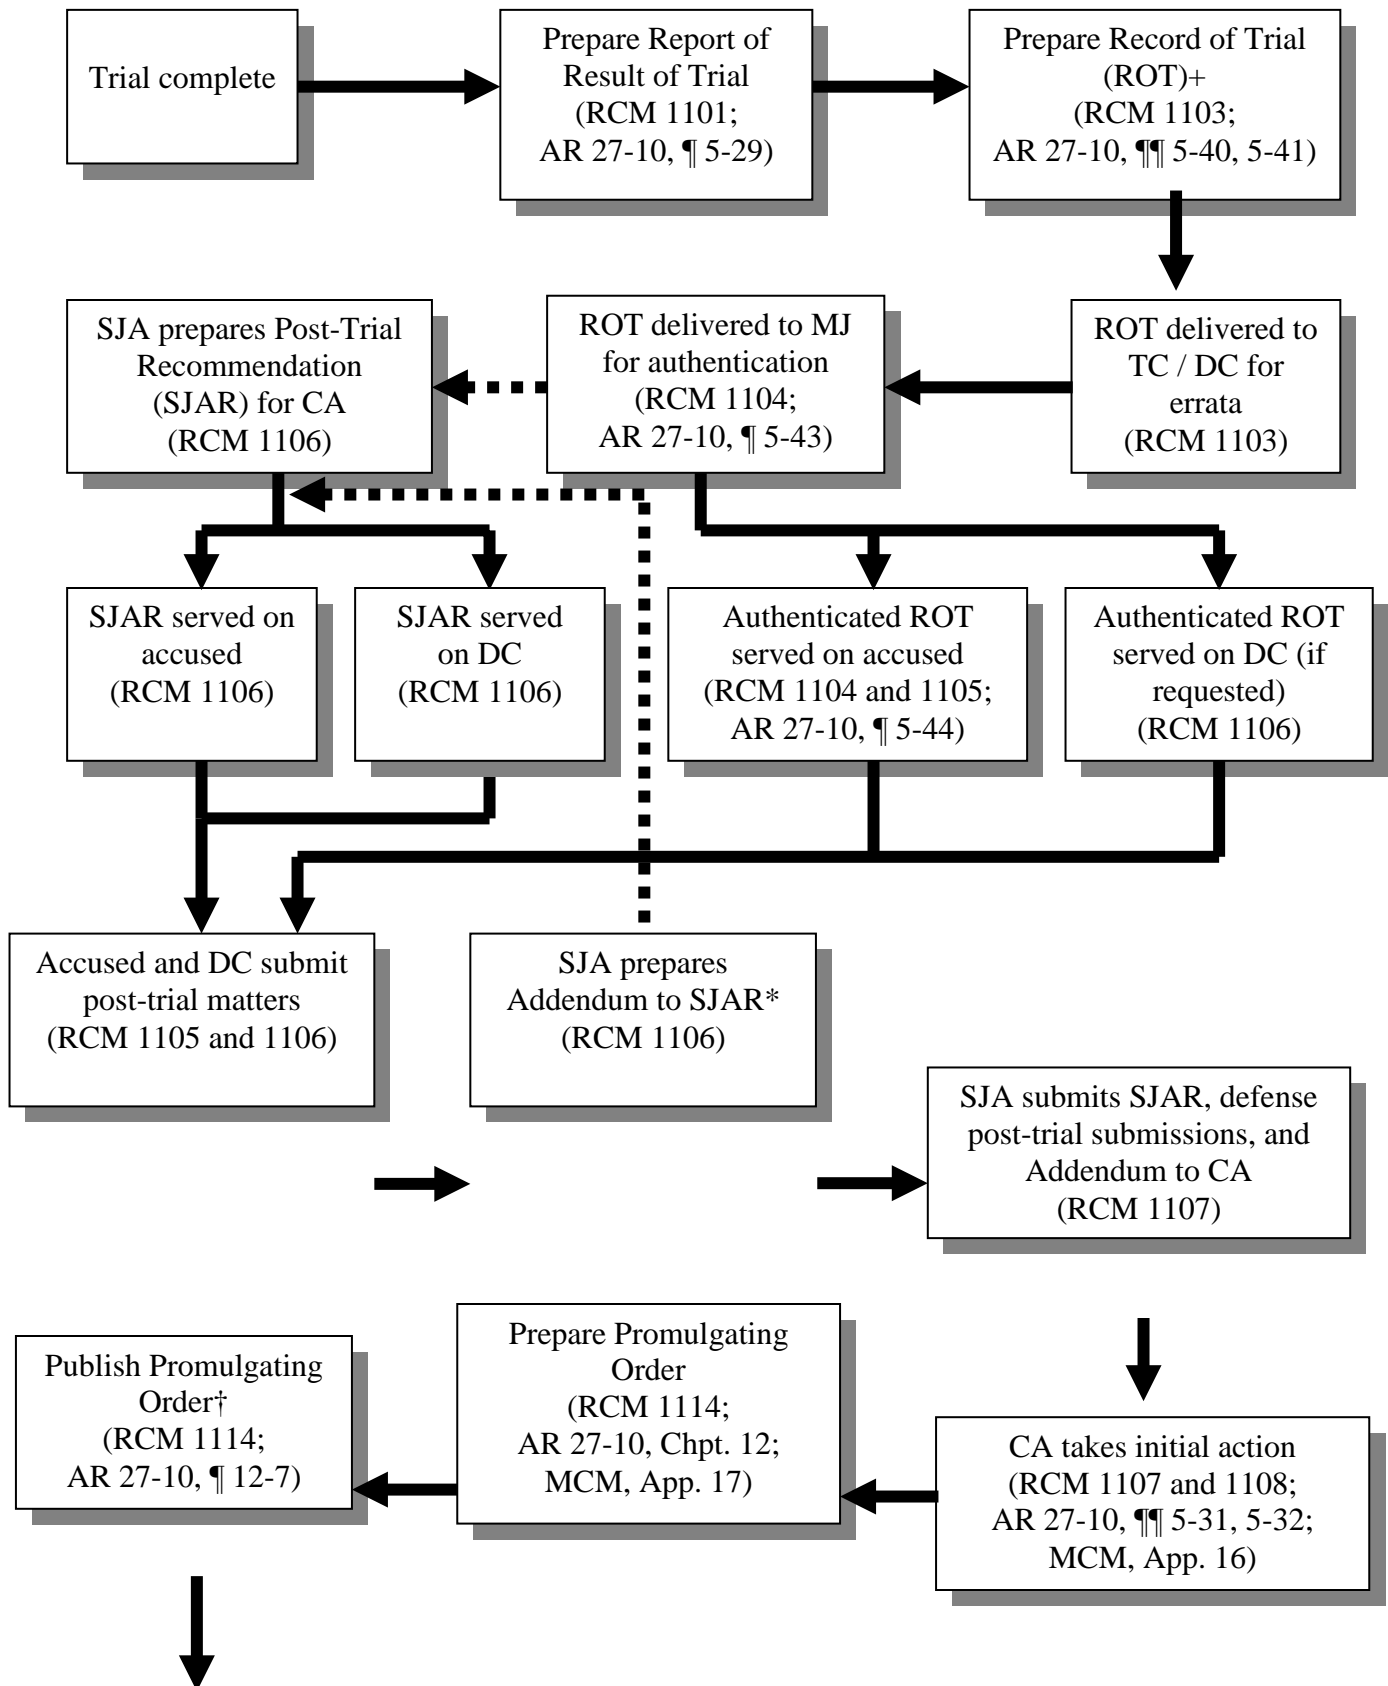 Trial complete
Prepare Report of
Result of Trial
(RCM 1101;
AR 27-10, ¶ 5-29)
Prepare Record of Trial
(ROT)+
(RCM 1103;
AR 27-10, ¶¶ 5-40, 5-41)
SJA prepares Post-Trial
Recommendation
(SJAR) for CA
(RCM 1106)
ROT delivered to MJ
for authentication
(RCM 1104;
AR 27-10, ¶ 5-43)
ROT delivered to
TC / DC for
errata
(RCM 1103)
SJAR served on
accused
(RCM 1106)
SJAR served
on DC
(RCM 1106)
Authenticated ROT
served on accused
(RCM 1104 and 1105;
AR 27-10, ¶ 5-44)
Authenticated ROT
served on DC (if
requested)
(RCM 1106)
Accused and DC submit
post-trial matters
(RCM 1105 and 1106)
SJA prepares
Addendum to SJAR*
(RCM 1106)
SJA submits SJAR, defense
post-trial submissions, and
Addendum to CA
(RCM 1107)
Publish Promulgating
Order†
(RCM 1114;
AR 27-10, ¶ 12-7)
Prepare Promulgating
Order
(RCM 1114;
AR 27-10, Chpt. 12;
MCM, App. 17)
CA takes initial action
(RCM 1107 and 1108;
AR 27-10, ¶¶ 5-31, 5-32;
MCM, App. 16)